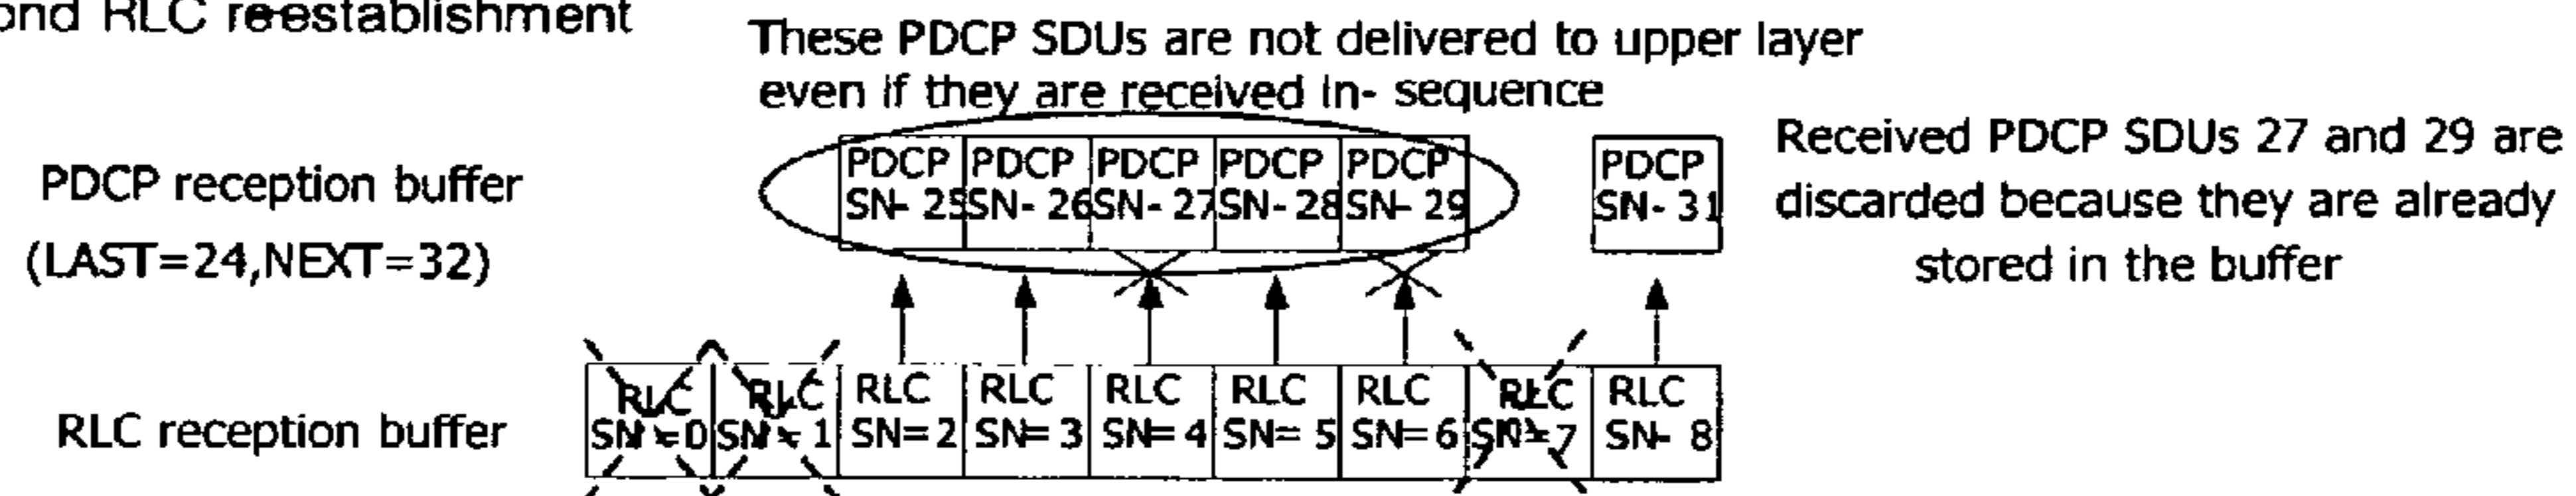 ond RLC re-establishment
These PDCP SDUs are not delivered to upper layer
even if they are received in- sequence
Received PDCP SDUs 27 and 29 are
discarded because they are already
stored in the buffer
PDCP reception buffer
(LAST=24,NEXT=32)
PDCP PDCP PDCP PDCP PDCP PDCP
SN- 25 SN- 26 SN- 27 SN- 28 SN- 29 SN- 31
RLC reception buffer
RLC RLC RLC RLC RLC RLC RLC RLC RLC
SN=0 SN=1 SN=2 SN=3 SN=4 SN=5 SN=6 SN=7 SN- 8